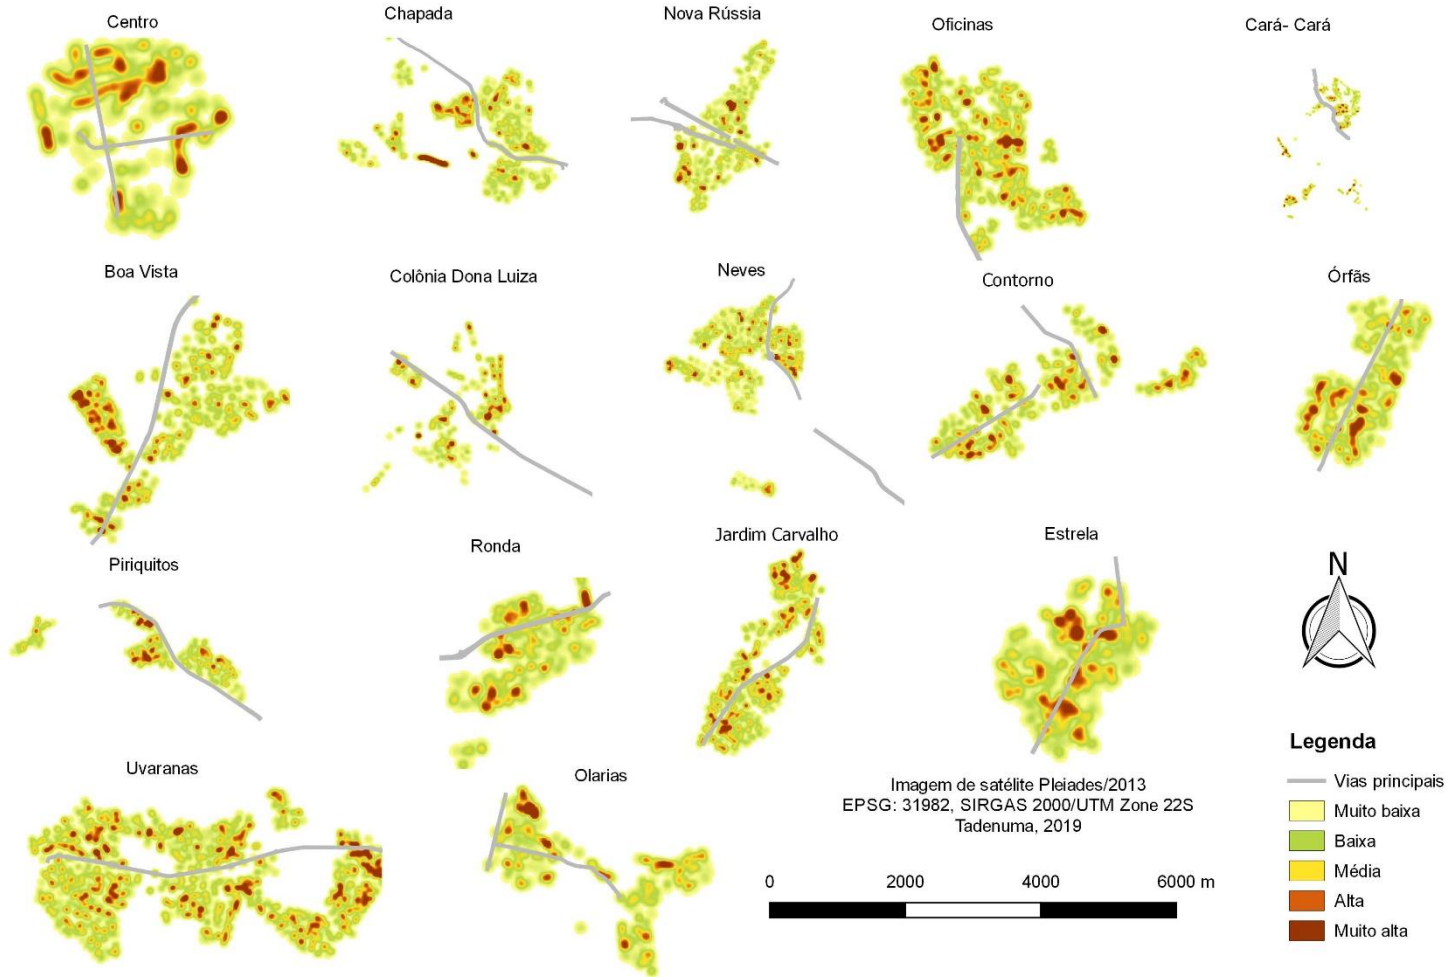 Centro
Chapada
Nova Rússia
Oficinas
Cará- Cará
Boa Vista
Colônia Dona Luiza
Neves
Contorno
Órfãs
Piriquitos
Ronda
Jardim Carvalho
Estrela
N
Uvaranas
Olarias
Imagem de satélite Pleiades/2013
EPSG: 31982, SIRGAS 2000/UTM Zone 22S
Tadenuma, 2019
0 2000 4000 6000 m
Legenda
Vias principais
Muito baixa
Baixa
Média
Alta
Muito alta